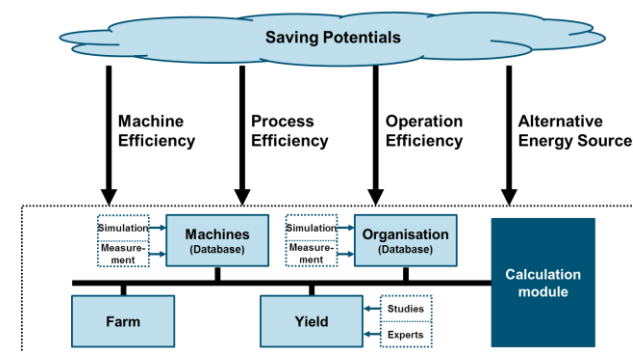 Saving Potentials
Machine
Efficiency
Process
Efficiency
Operation
Efficiency
Alternative
Energy Source
Simulation
Measure-
ment
Machines
(Database)
Simulation
Measure-
ment
Organisation
(Database)
Calculation
module
Farm
Yield
Studies
Experts